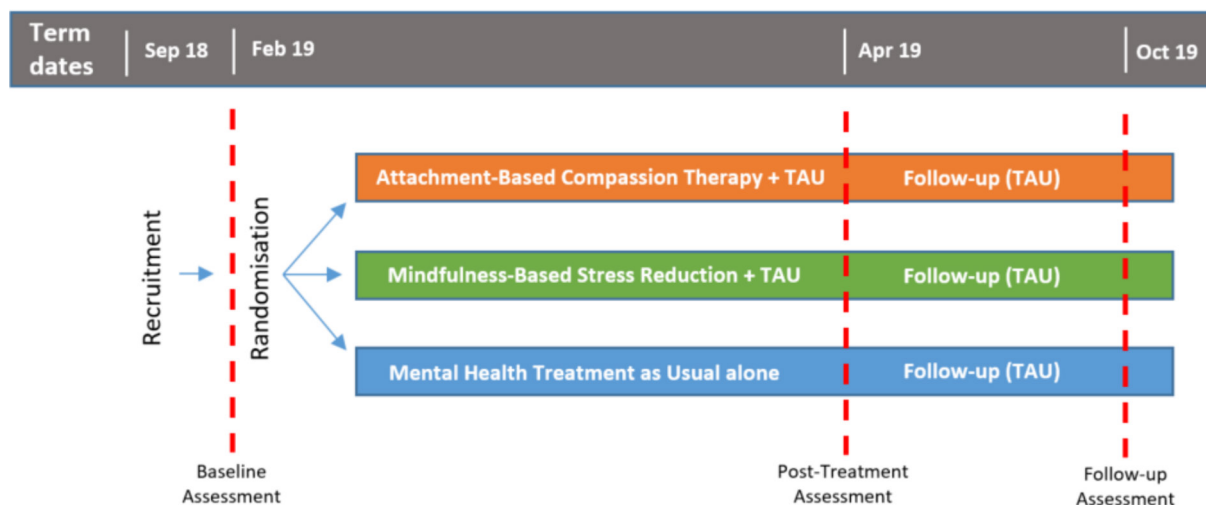 Term
dates
Sep 18
Feb 19
Apr 19
Oct 19
Recruitment
Randomisation
Attachment-Based Compassion Therapy + TAU
Follow-up (TAU)
Mindfulness-Based Stress Reduction + TAU
Follow-up (TAU)
Mental Health Treatment as Usual alone
Follow-up (TAU)
Baseline
Assessment
Post-Treatment
Assessment
Follow-up
Assessment